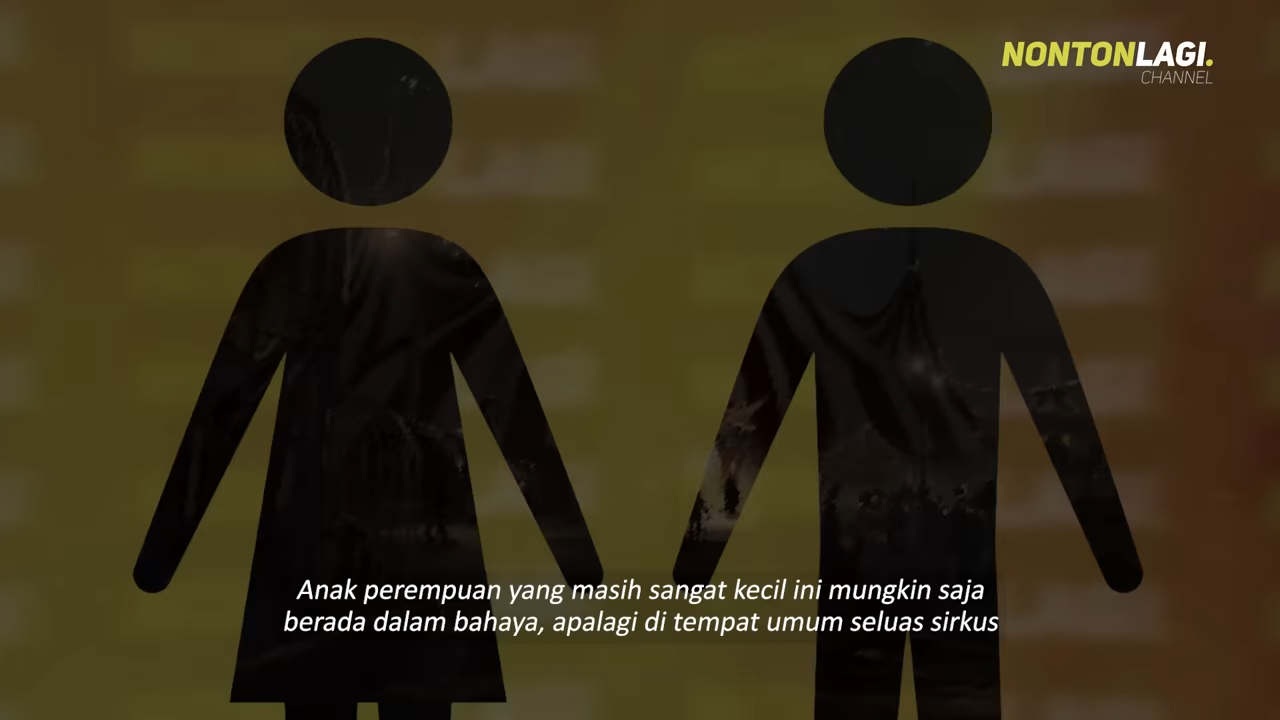 NONTONLAGI.
CHANNEL
Anak perempuan yang masih sangat kecil ini mungkin saja
berada dalam bahaya, apalagi di tempat umum seluas sirkus